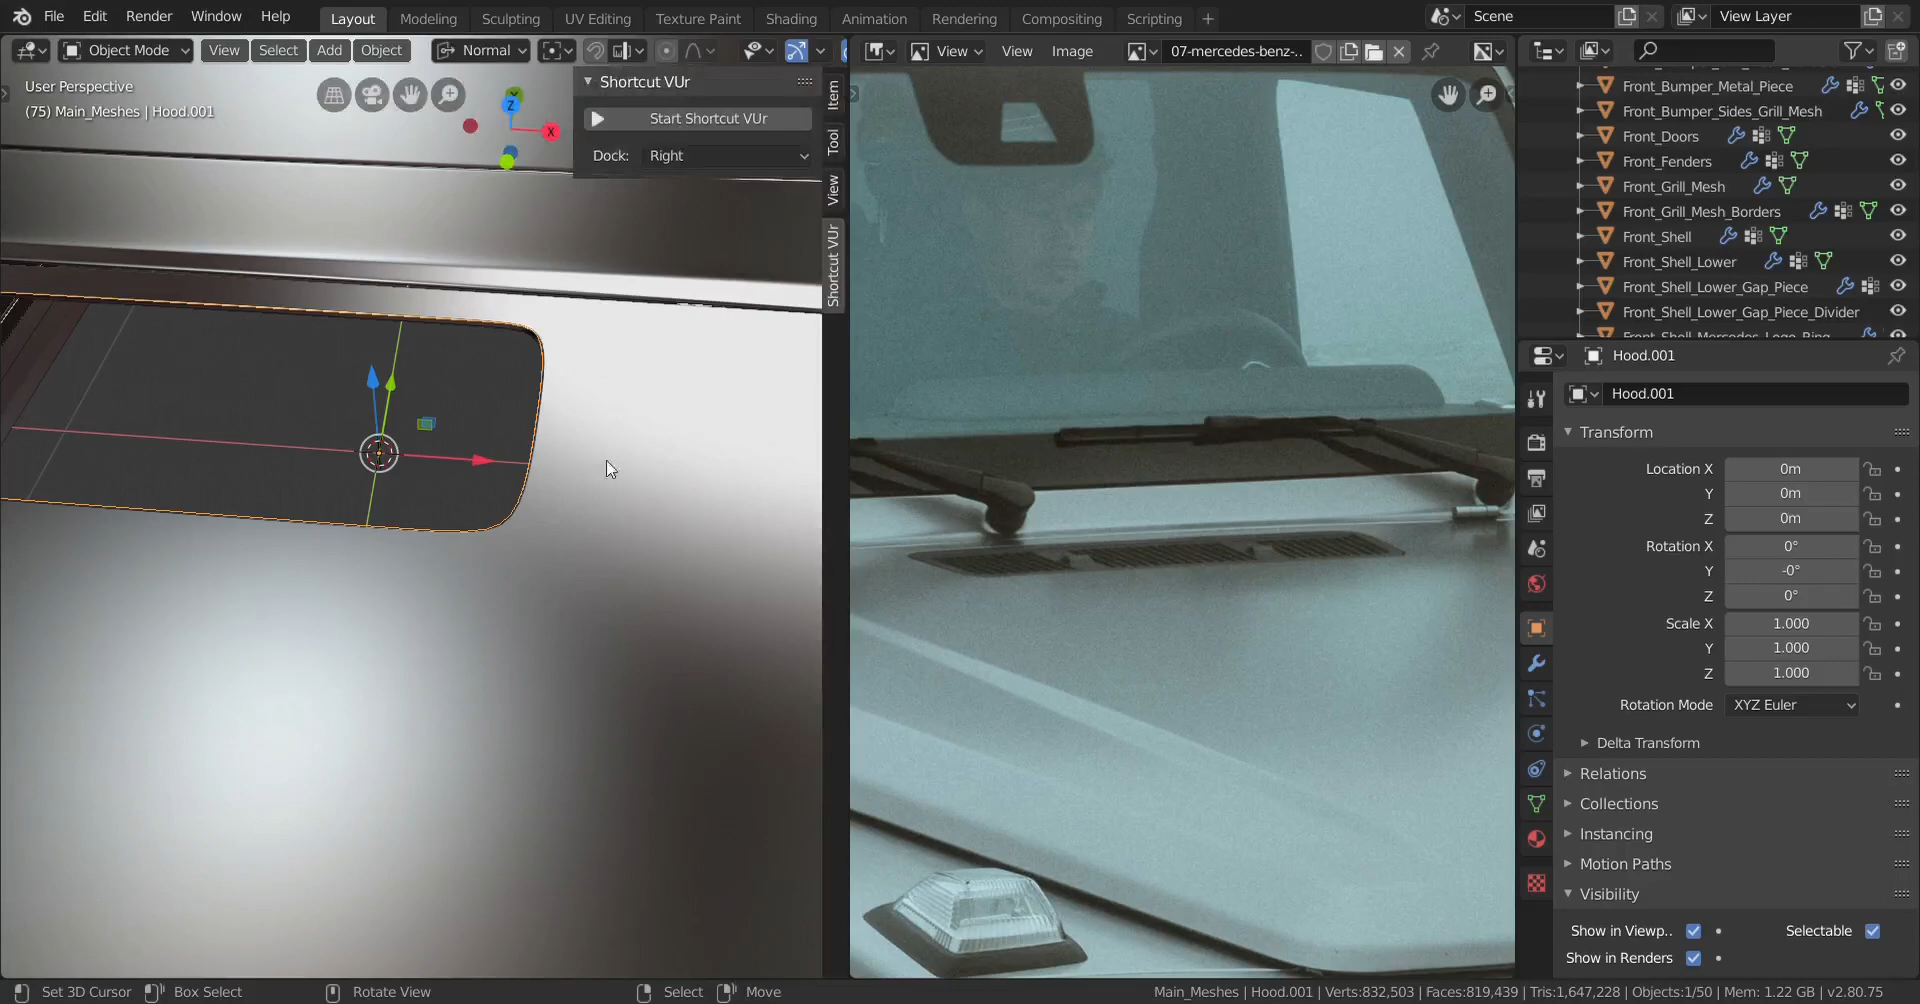 File Edit Render Window Help Layout Modeling Sculpting UV Editing Texture Paint Shading Animation Rendering Compositing Scripting + Scene View Layer
Object Mode View Select Add Object Normal View View Image 07-mercedes-benz-..
User Perspective
(75) Main_Meshes | Hood.001
Z
X
Shortcut VUr
Start Shortcut VUr
Dock: Right
Item
Tool
View
Shortcut VUr
Front_Bumper_Metal_Piece
Front_Bumper_Sides_Grill_Mesh
Front_Doors
Front_Fenders
Front_Grill_Mesh
Front_Grill_Mesh_Borders
Front_Shell
Front_Shell_Lower
Front_Shell_Lower_Gap_Piece
Front_Shell_Lower_Gap_Piece_Divider
Front_Shell_Mercedes_Logo_Ring
Hood.001
Hood.001
Transform
Location X 0m
Y 0m
Z 0m
Rotation X 0°
Y -0°
Z 0°
Scale X 1.000
Y 1.000
Z 1.000
Rotation Mode XYZ Euler
Delta Transform
Relations
Collections
Instancing
Motion Paths
Visibility
Show in Viewp.. Selectable
Show in Renders
Set 3D Cursor Box Select Rotate View Select Move Main_Meshes | Hood.001 | Verts:832,503 | Faces:819,439 | Tris:1,647,228 | Objects:1/50 | Mem: 1.22 GB | v2.80.75